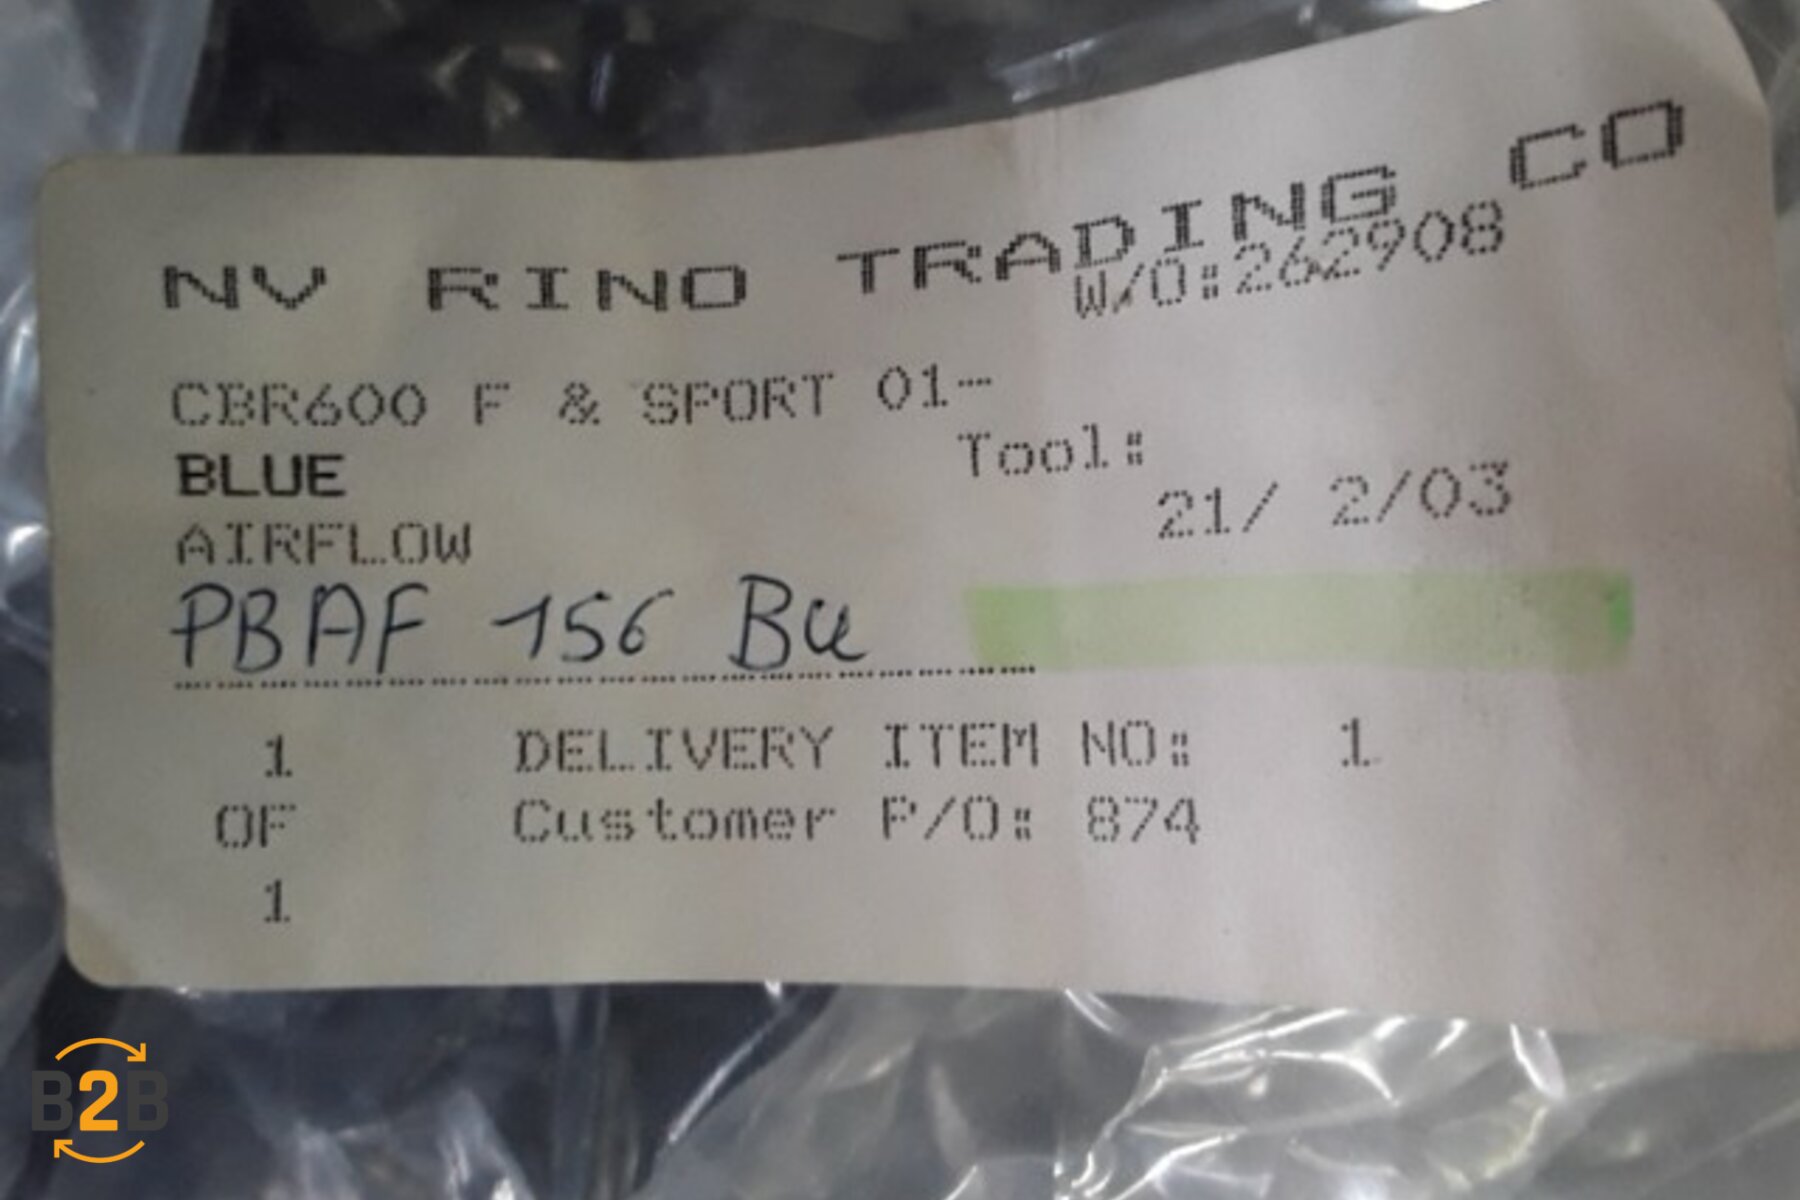 NV RINO TRADING CO
W/O:262908
CBR600 F & SPORT 01-
BLUE
Tool:
AIRFLOW
21/ 2/03
PBAF 156 Bu
1 DELIVERY ITEM NO: 1
OF Customer P/O: 874
1
B2B